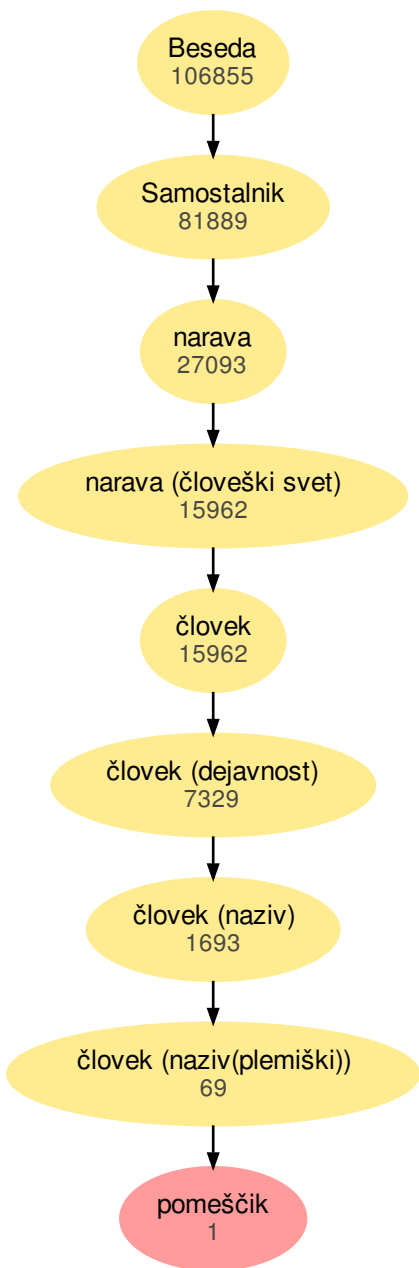 Beseda
106855
Samostalnik
81889
narava
27093
narava (človeški svet)
15962
človek
15962
človek (dejavnost)
7329
človek (naziv)
1693
človek (naziv(plemiški))
69
pomeščik
1